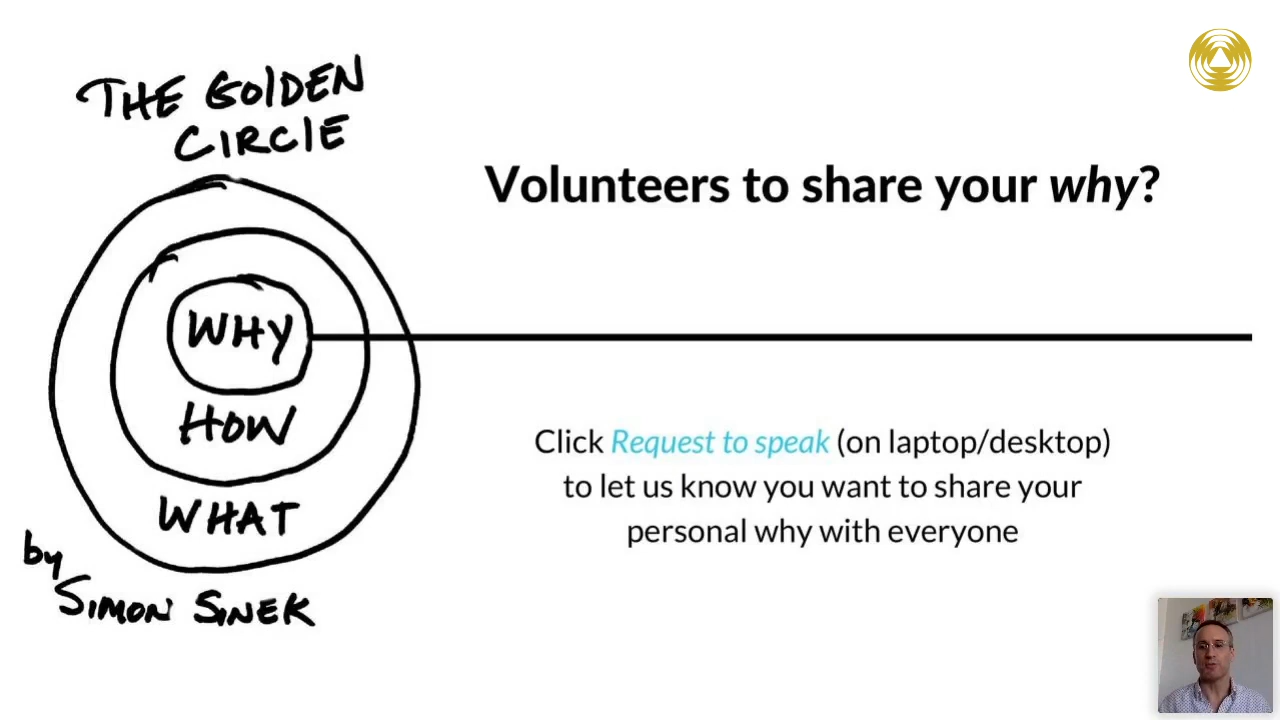 THE GOlDEN
CIRClE
WHY
HOW
WHAT
by
SIMON SINEK
Volunteers to share your why?
Click Request to speak (on laptop/desktop)
to let us know you want to share your
personal why with everyone